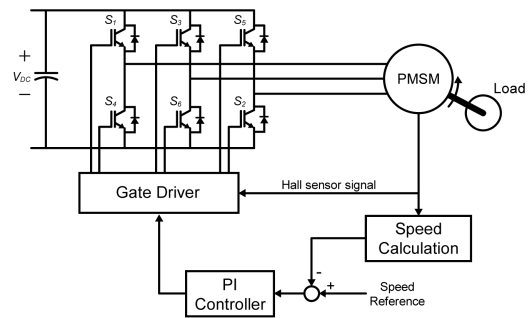 S1 S3 S5
+
VDC
−
S4 S6 S2
PMSM
Load
Gate Driver
Hall sensor signal
Speed
Calculation
-
+
PI
Controller
Speed
Reference